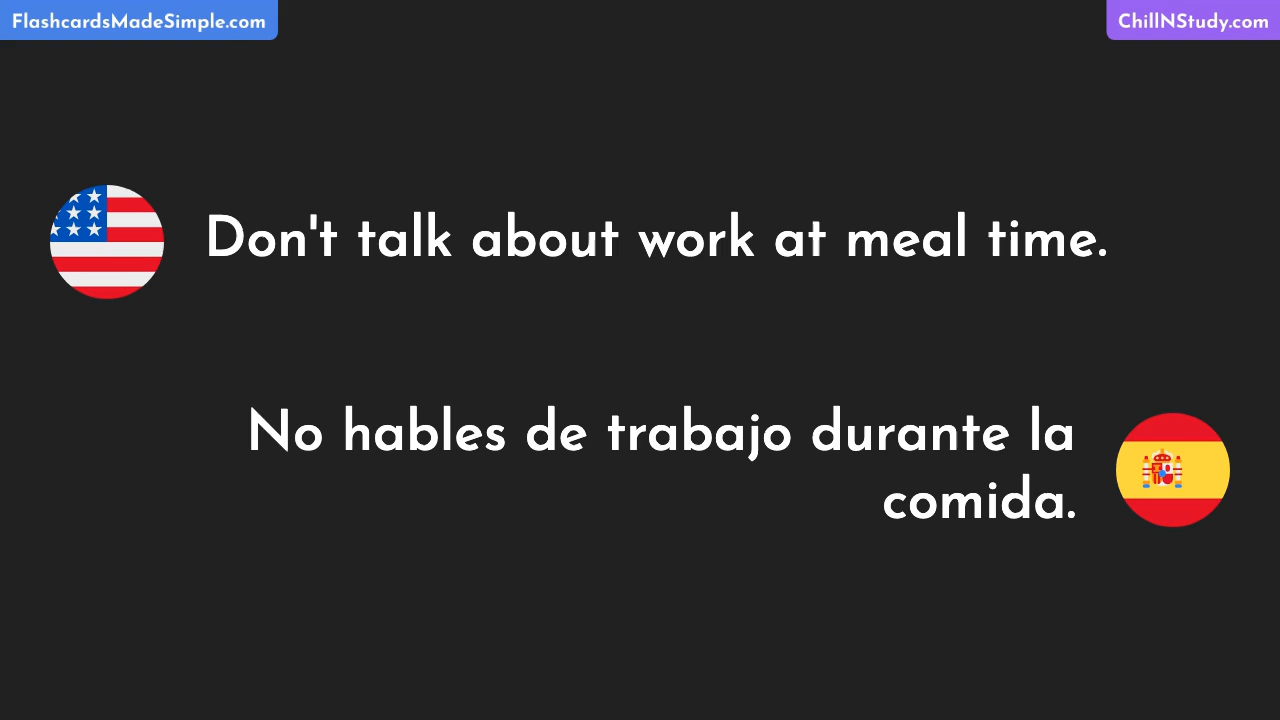 FlashcardsMadeSimple.com
ChillNStudy.com
Don't talk about work at meal time.
No hables de trabajo durante la
comida.